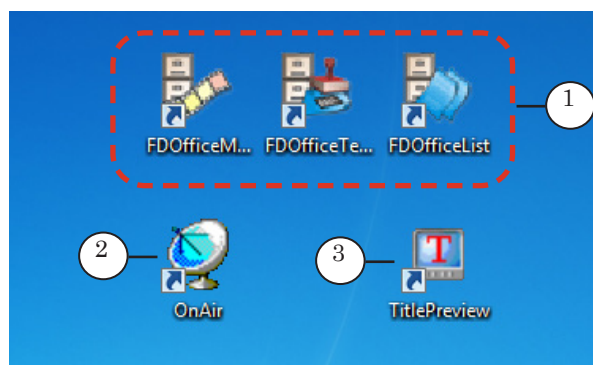 1
FDOfficeM... FDOfficeTe... FDOfficeList
2
3
T
OnAir TitlePreview